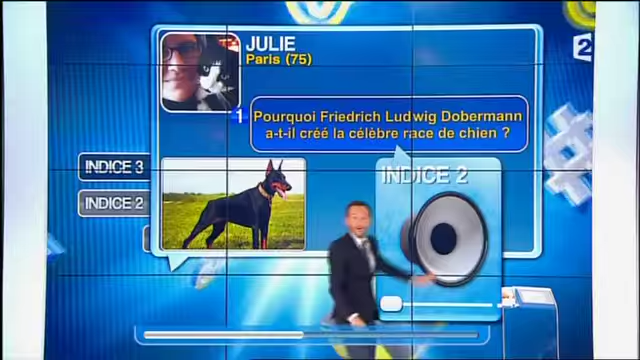 JULIE
2
Paris (75)
1
Pourquoi Friedrich Ludwig Dobermann
a-t-il créé la célèbre race de chien ?
INDICE 3
INDICE 2
INDICE 2
#